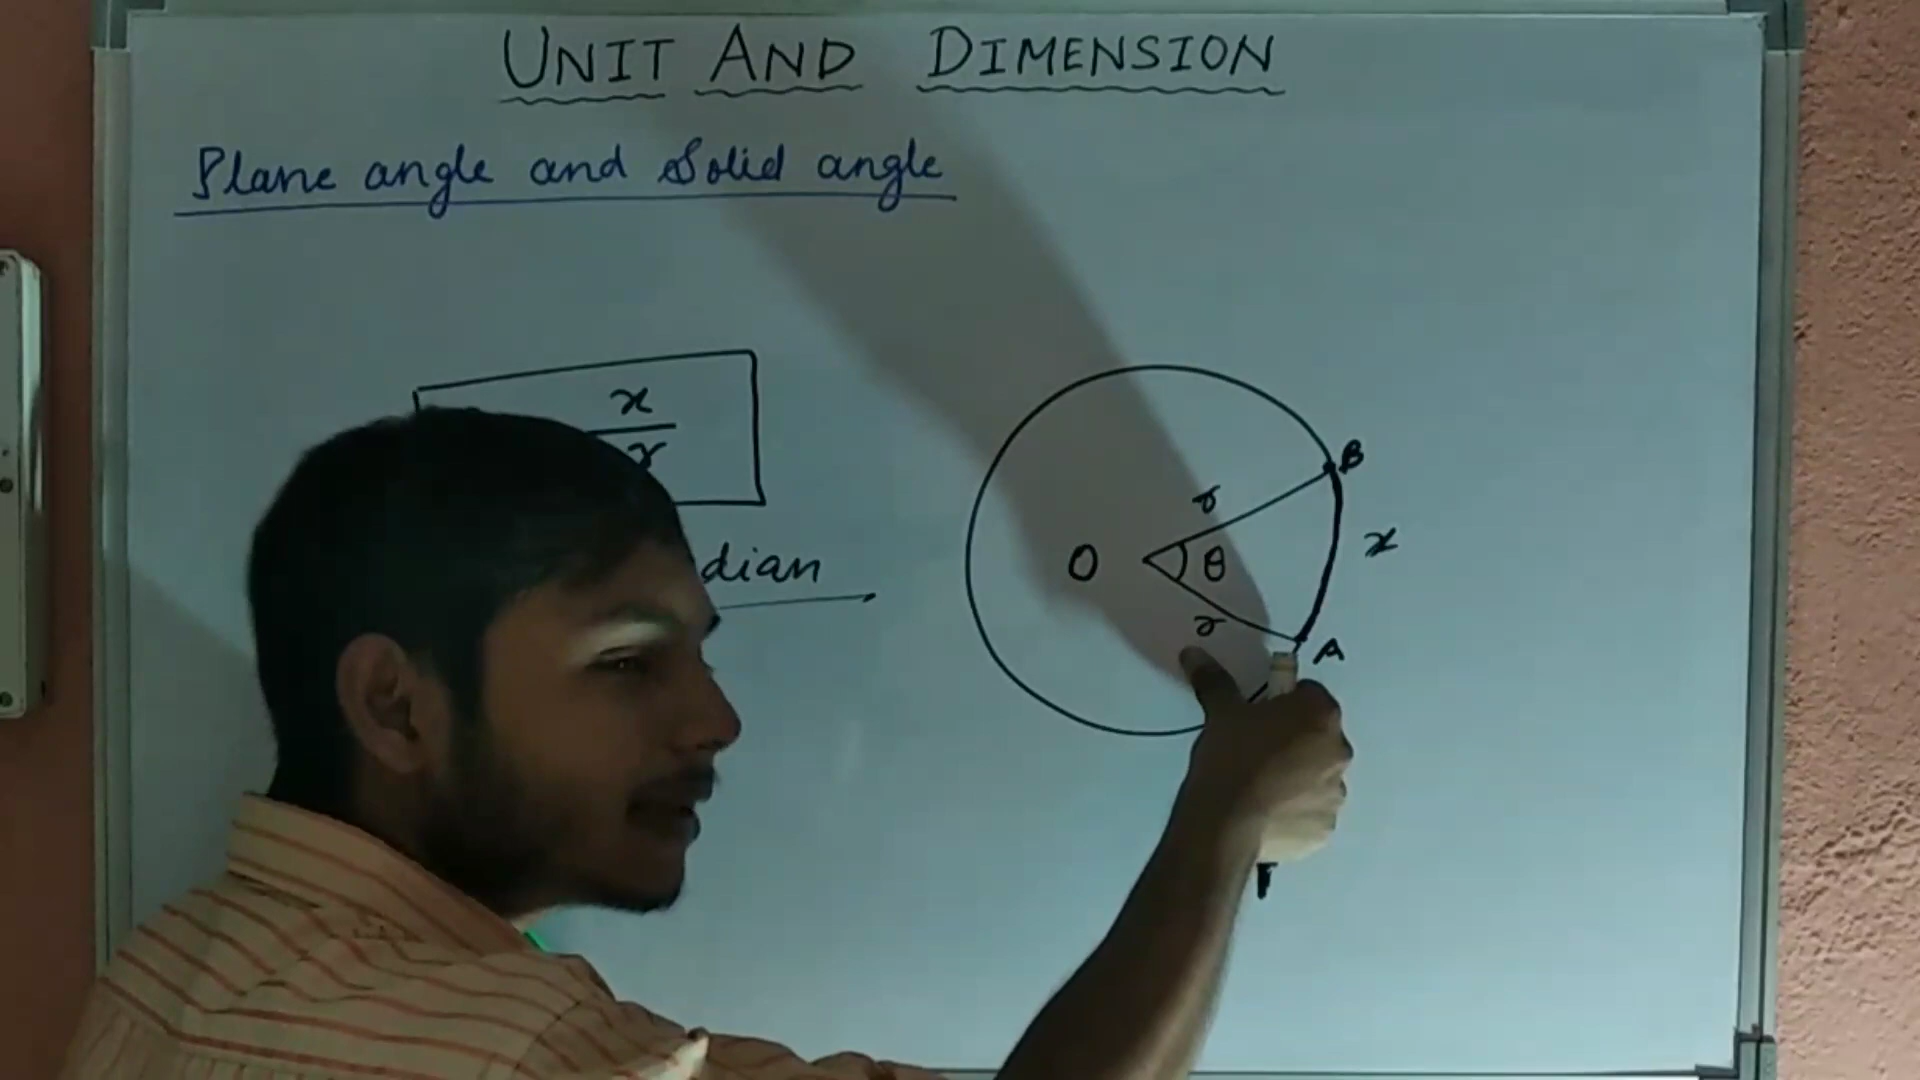 UNIT AND DIMENSION
Plane angle and Solid angle
x
r
dian
B
r
x
O θ
r
A